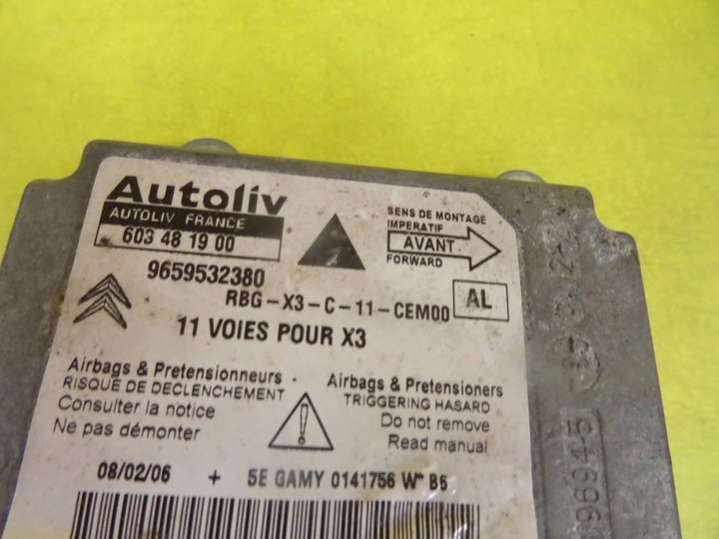 Autoliv
AUTOLIV FRANCE
603 48 19 00
SENS DE MONTAGE
IMPERATIF
AVANT
FORWARD
9659532380
RBG-X3-C-11-CEM00
AL
11 VOIES POUR X3
Airbags & Pretensionneurs
RISQUE DE DECLENCHEMENT
Consulter la notice
Ne pas démonter
Airbags & Pretensioners
TRIGGERING HASARD
Do not remove
Read manual
08/02/06 + 5E GAMY 0141756 W B6